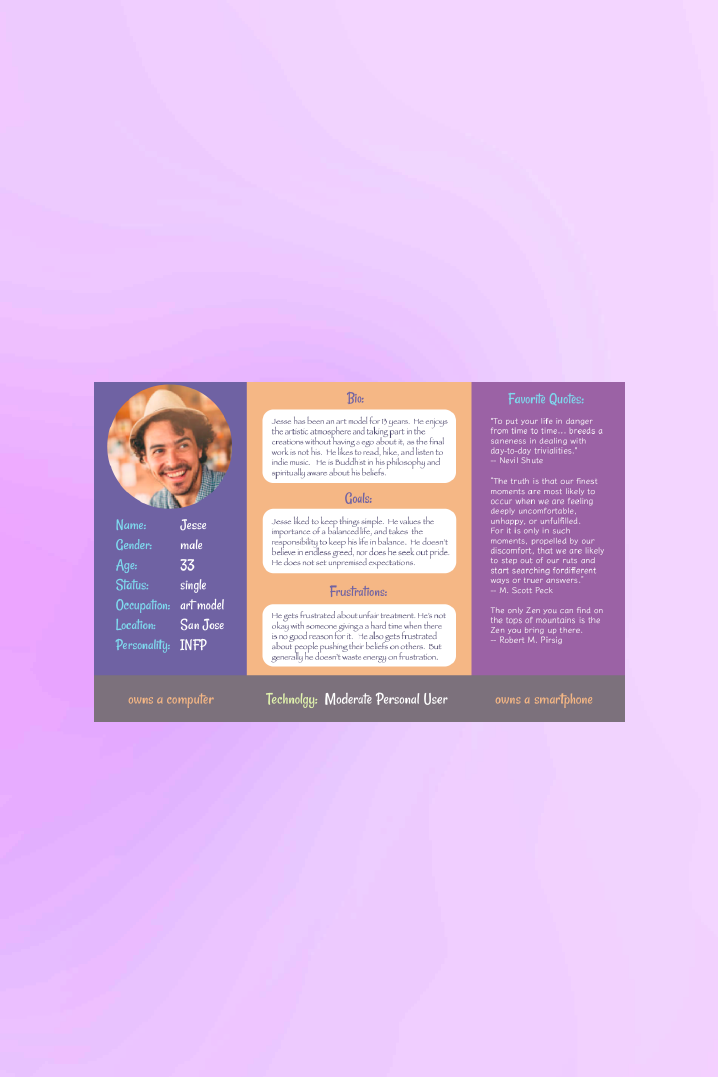 Name: Jesse
Gender: male
Age: 33
Status: single
Occupation: art model
Location: San Jose
Personality: INFP
Bio:
Jesse has been an art model for 13 years. He enjoys
the artistic atmosphere and taking part in the
creations without having a ego about it, as the final
work is not his. He likes to read, hike, and listen to
indie music. He is Buddhist in his philosophy and
spiritually aware about his beliefs.
Goals:
Jesse liked to keep things simple. He values the
importance of a balanced life, and takes the
responsibility to keep his life in balance. He doesn't
believe in endless greed, nor does he seek out pride.
He does not set unpremised expectations.
Frustrations:
He gets frustrated about unfair treatment. He's not
okay with someone giving a hard time when there
is no good reason for it. He also gets frustrated
about people pushing their beliefs on others. But
generally he doesn't waste energy on frustration.
Favorite Quotes:
"To put your life in danger
from time to time... breeds a
saneness in dealing with
day-to-day trivialities."
— Nevil Shute
"The truth is that our finest
moments are most likely to
occur when we are feeling
deeply uncomfortable,
unhappy, or unfulfilled.
For it is only in such
moments, propelled by our
discomfort, that we are likely
to step out of our ruts and
start searching fordifferent
ways or truer answers."
— M. Scott Peck
The only Zen you can find on
the tops of mountains is the
Zen you bring up there.
— Robert M. Pirsig
owns a computer
Technolgy: Moderate Personal User
owns a smartphone